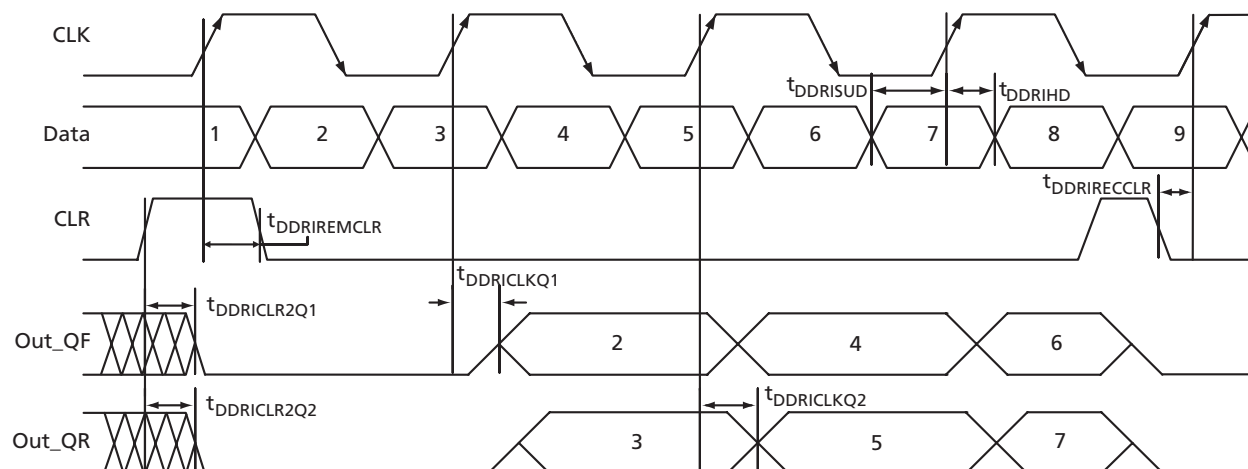 CLK
tDDRISUD
tDDRIHD
Data 1 2 3 4 5 6 7 8 9
tDDRIRECCLR
CLR
tDDRIREMCLR
tDDRICLKQ1
tDDRICLR2Q1
Out_QF 2 4 6
tDDRICLR2Q2
tDDRICLKQ2
Out_QR 3 5 7